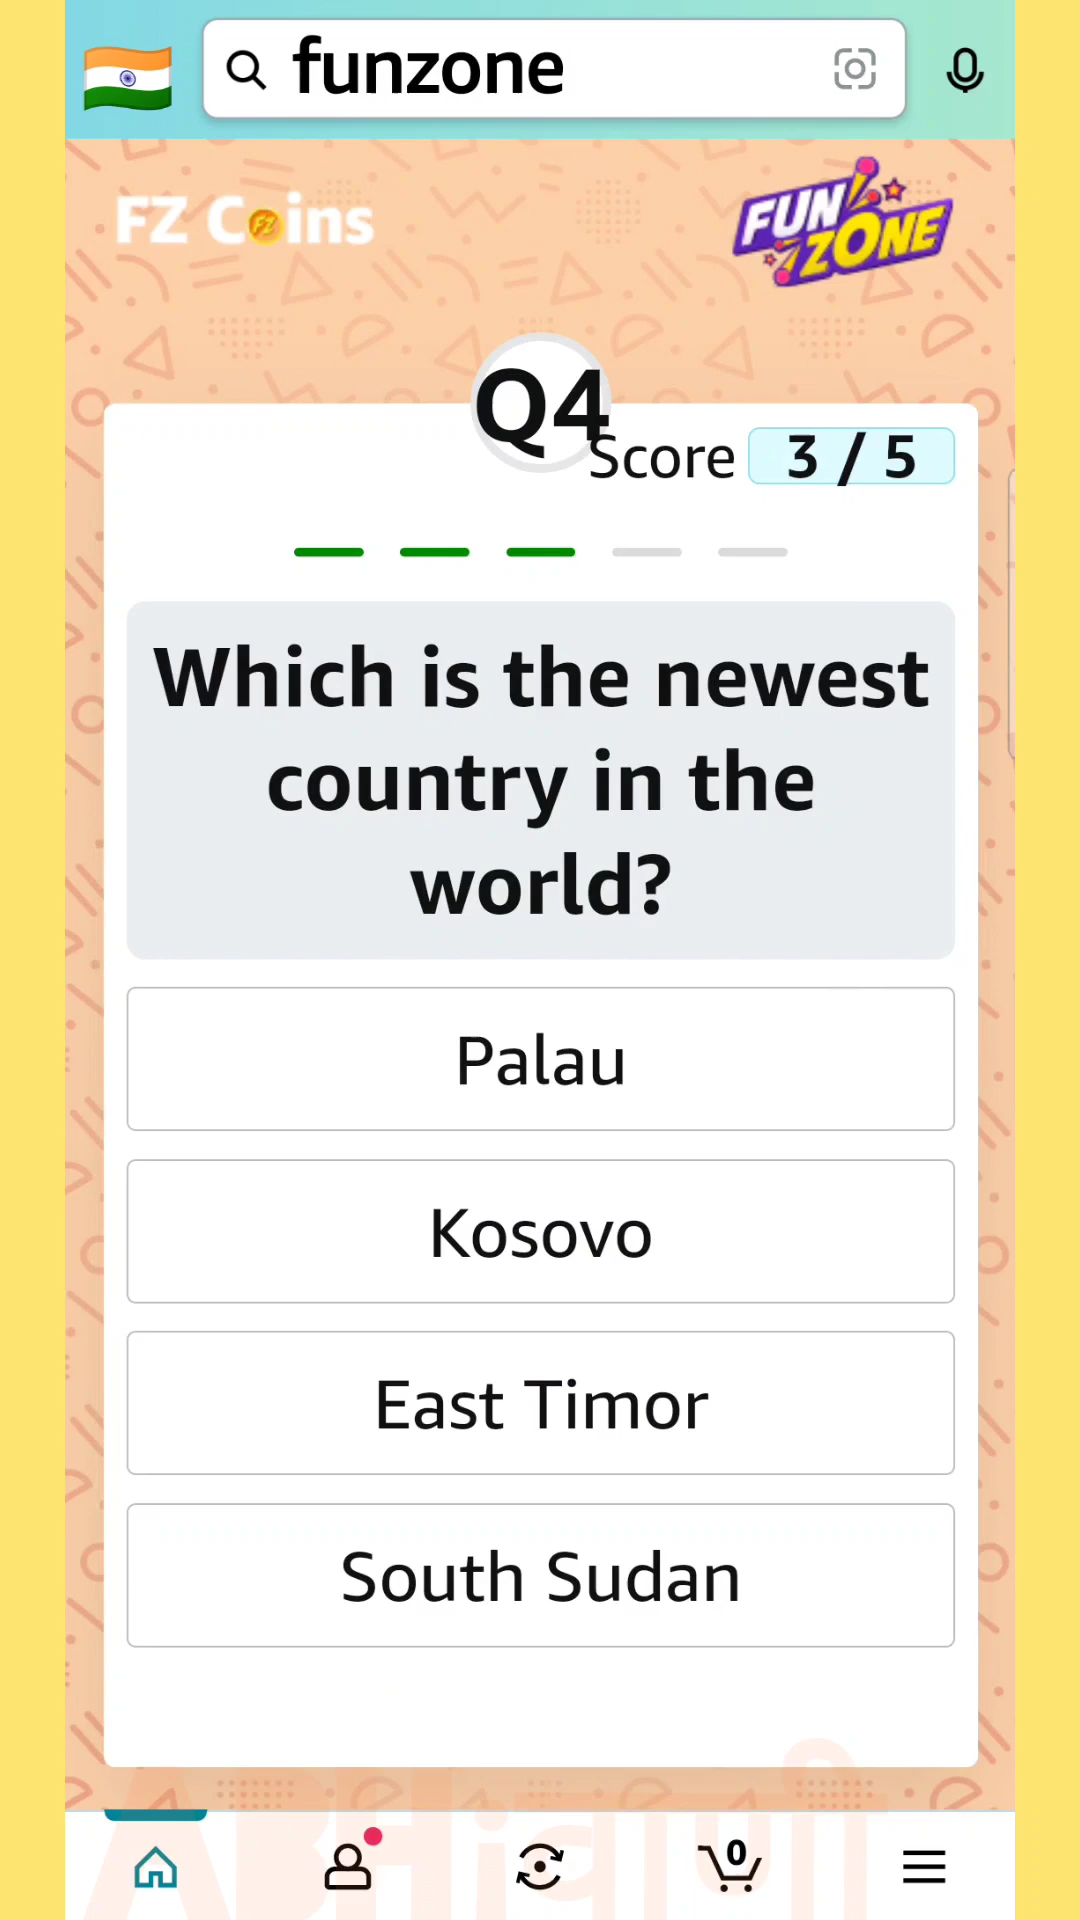 funzone
FZ Coins
FUN
ZONE
Q4
Score 3 / 5
Which is the newest
country in the
world?
Palau
Kosovo
East Timor
South Sudan
0